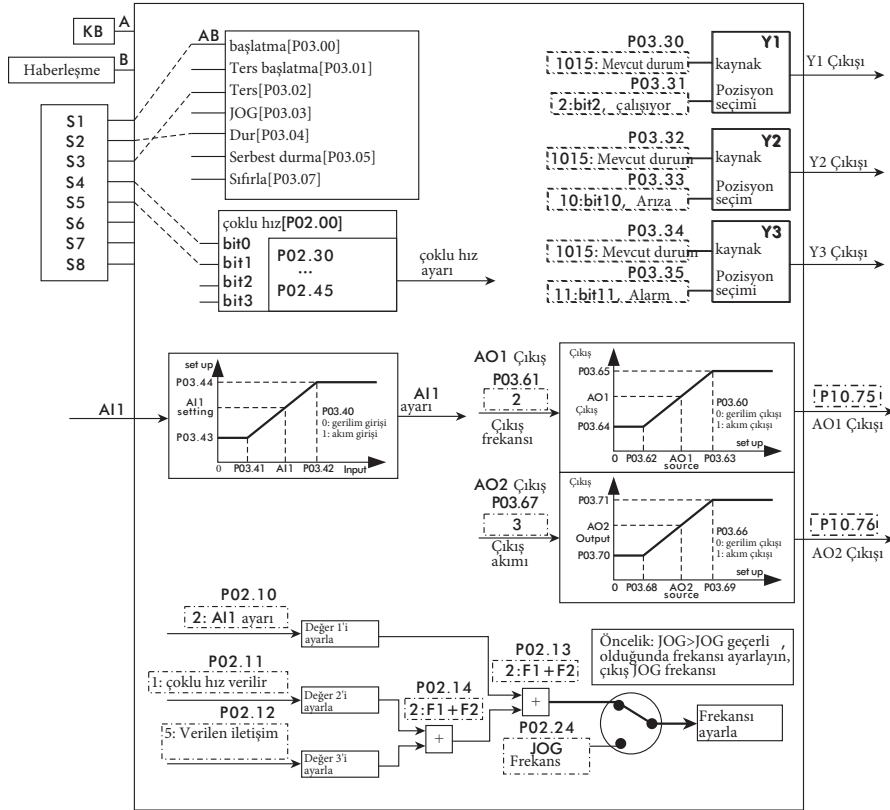 KB
A
Haberleşme
B
S1
S2
S3
S4
S5
S6
S7
S8
AB
başlatma[P03.00]
Ters başlatma[P03.01]
Ters[P03.02]
JOG[P03.03]
Dur[P03.04]
Serbest durma[P03.05]
Sıfırla[P03.07]
çoklu hız[P02.00]
bit0
bit1
bit2
bit3
P02.30
...
P02.45
çoklu hız
ayarı
P03.30
1015: Mevcut durum
P03.31
2:bit2, çalışıyor
Y1
kaynak
Pozisyon
seçimi
Y1 Çıkışı
P03.32
1015: Mevcut durum
P03.33
10:bit10, Arıza
Y2
kaynak
Pozisyon
seçim
Y2 Çıkışı
P03.34
1015: Mevcut durum
P03.35
11:bit11, Alarm
Y3
kaynak
Pozisyon
seçimi
Y3 Çıkışı
AI1
set up
P03.44
AI1
setting
P03.43
P03.40
0: gerilim girişi
1: akım girişi
0 P03.41 AI1 P03.42 Input
AI1
ayarı
AO1 Çıkış
P03.61
2
Çıkış
frekansı
Çıkış
P03.65
AO1
Çıkış
P03.64
P03.60
0: gerilim çıkışı
1: akım çıkışı
set up
0 P03.62 AO1 P03.63
source
P10.75
AO1 Çıkışı
AO2 Çıkış
P03.67
3
Çıkış
akımı
Çıkış
P03.71
AO2
Output
P03.70
P03.66
0: gerilim çıkışı
1: akım çıkışı
set up
0 P03.68 AO2 P03.69
source
P10.76
AO2 Çıkışı
P02.10
2: AI1 ayarı
Değer 1'i
ayarla
P02.11
1: çoklu hız verilir
Değer 2'i
ayarla
P02.12
5: Verilen iletişim
Değer 3'i
ayarla
P02.14
2:F1+F2
+
P02.13
2:F1+F2
+
P02.24
JOG
Frekans
Öncelik: JOG>JOG geçerli ,
olduğunda frekansı ayarlayın,
çıkış JOG frekansı
Frekansı
ayarla